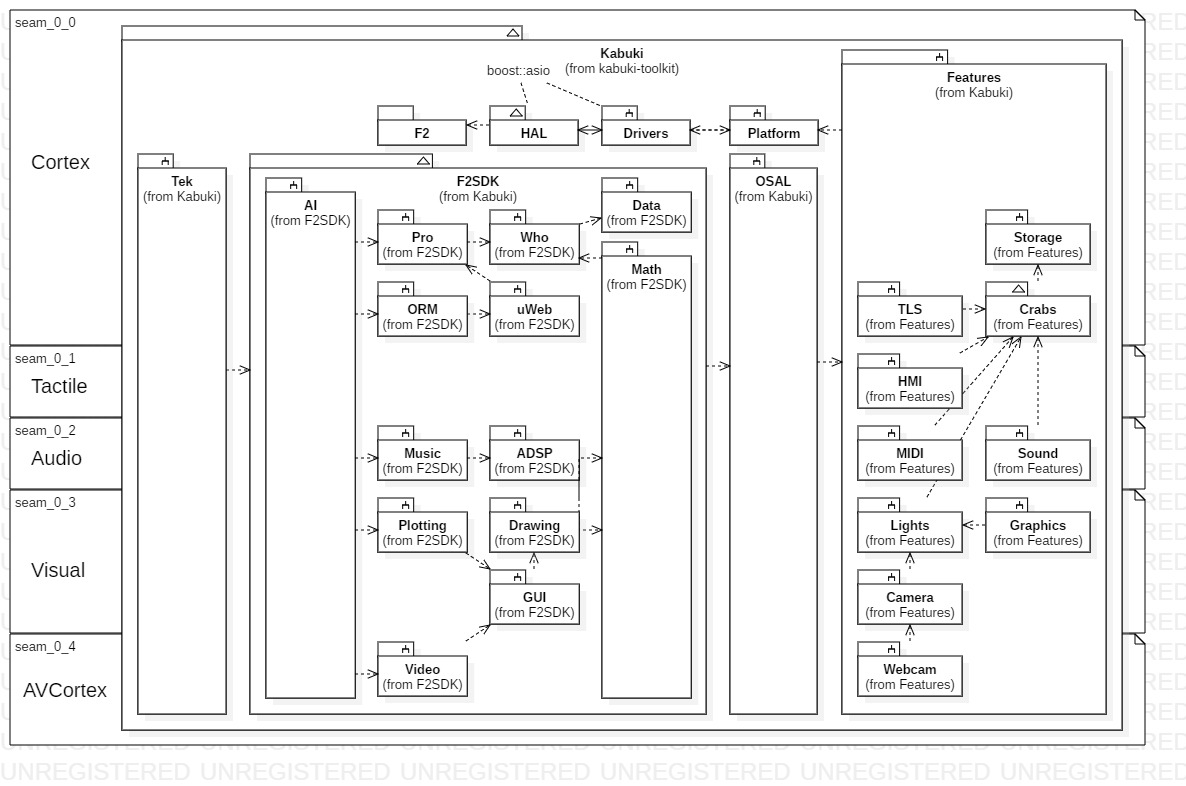 seam_0_0
Cortex
Kabuki
(from kabuki-toolkit)
boost::asio
F2
HAL
Drivers
Platform
Features
(from Kabuki)
Tek
(from Kabuki)
F2SDK
(from Kabuki)
OSAL
(from Kabuki)
AI
(from F2SDK)
Pro
(from F2SDK)
Who
(from F2SDK)
Data
(from F2SDK)
Math
(from F2SDK)
ORM
(from F2SDK)
uWeb
(from F2SDK)
Storage
(from Features)
TLS
(from Features)
Crabs
(from Features)
seam_0_1
Tactile
HMI
(from Features)
seam_0_2
Audio
Music
(from F2SDK)
ADSP
(from F2SDK)
MIDI
(from Features)
Sound
(from Features)
seam_0_3
Visual
Plotting
(from F2SDK)
Drawing
(from F2SDK)
Lights
(from Features)
Graphics
(from Features)
GUI
(from F2SDK)
Camera
(from Features)
seam_0_4
AVCortex
Video
(from F2SDK)
Webcam
(from Features)
UNREGISTERED UNREGISTERED UNREGISTERED UNREGISTERED UNREGISTERED UNREGISTERED